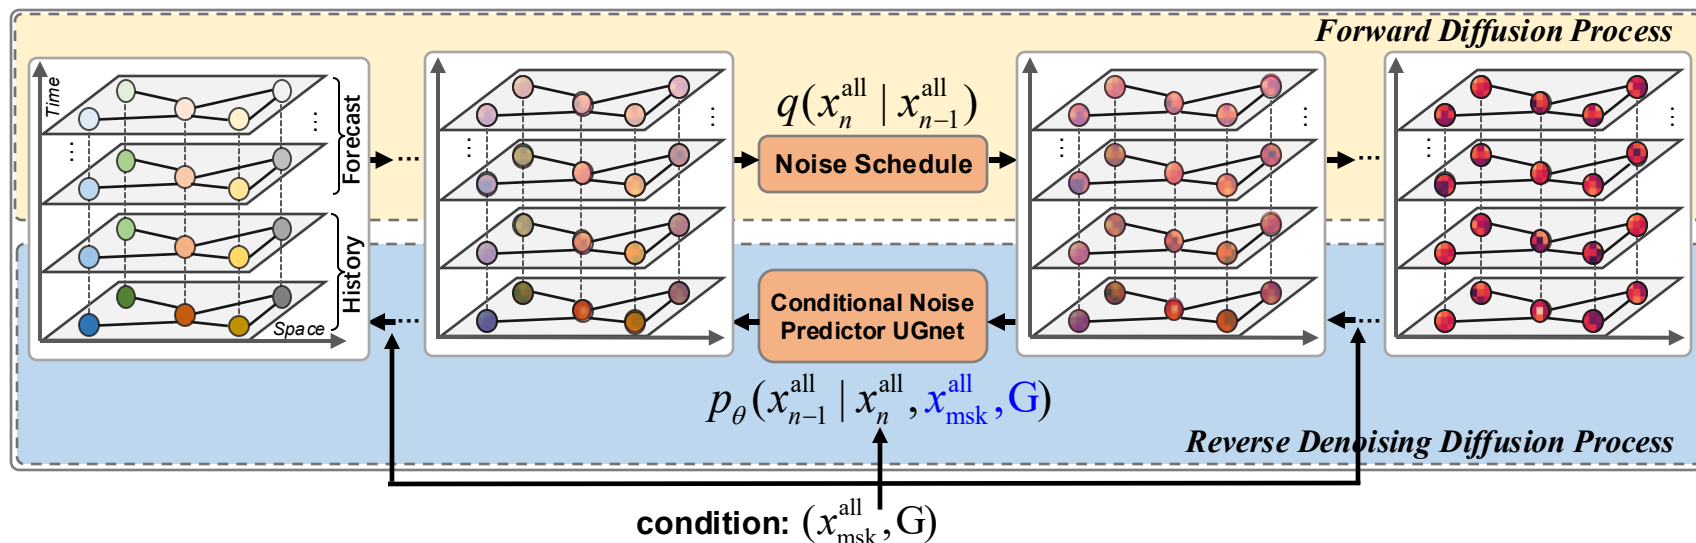 Forward Diffusion Process
Time
Forecast
History
Space
q(x_n^all | x_{n-1}^all)
Noise Schedule
Conditional Noise
Predictor UGnet
p_θ(x_{n-1}^all | x_n^all, x_msk^all, G)
Reverse Denoising Diffusion Process
condition: (x_msk^all, G)